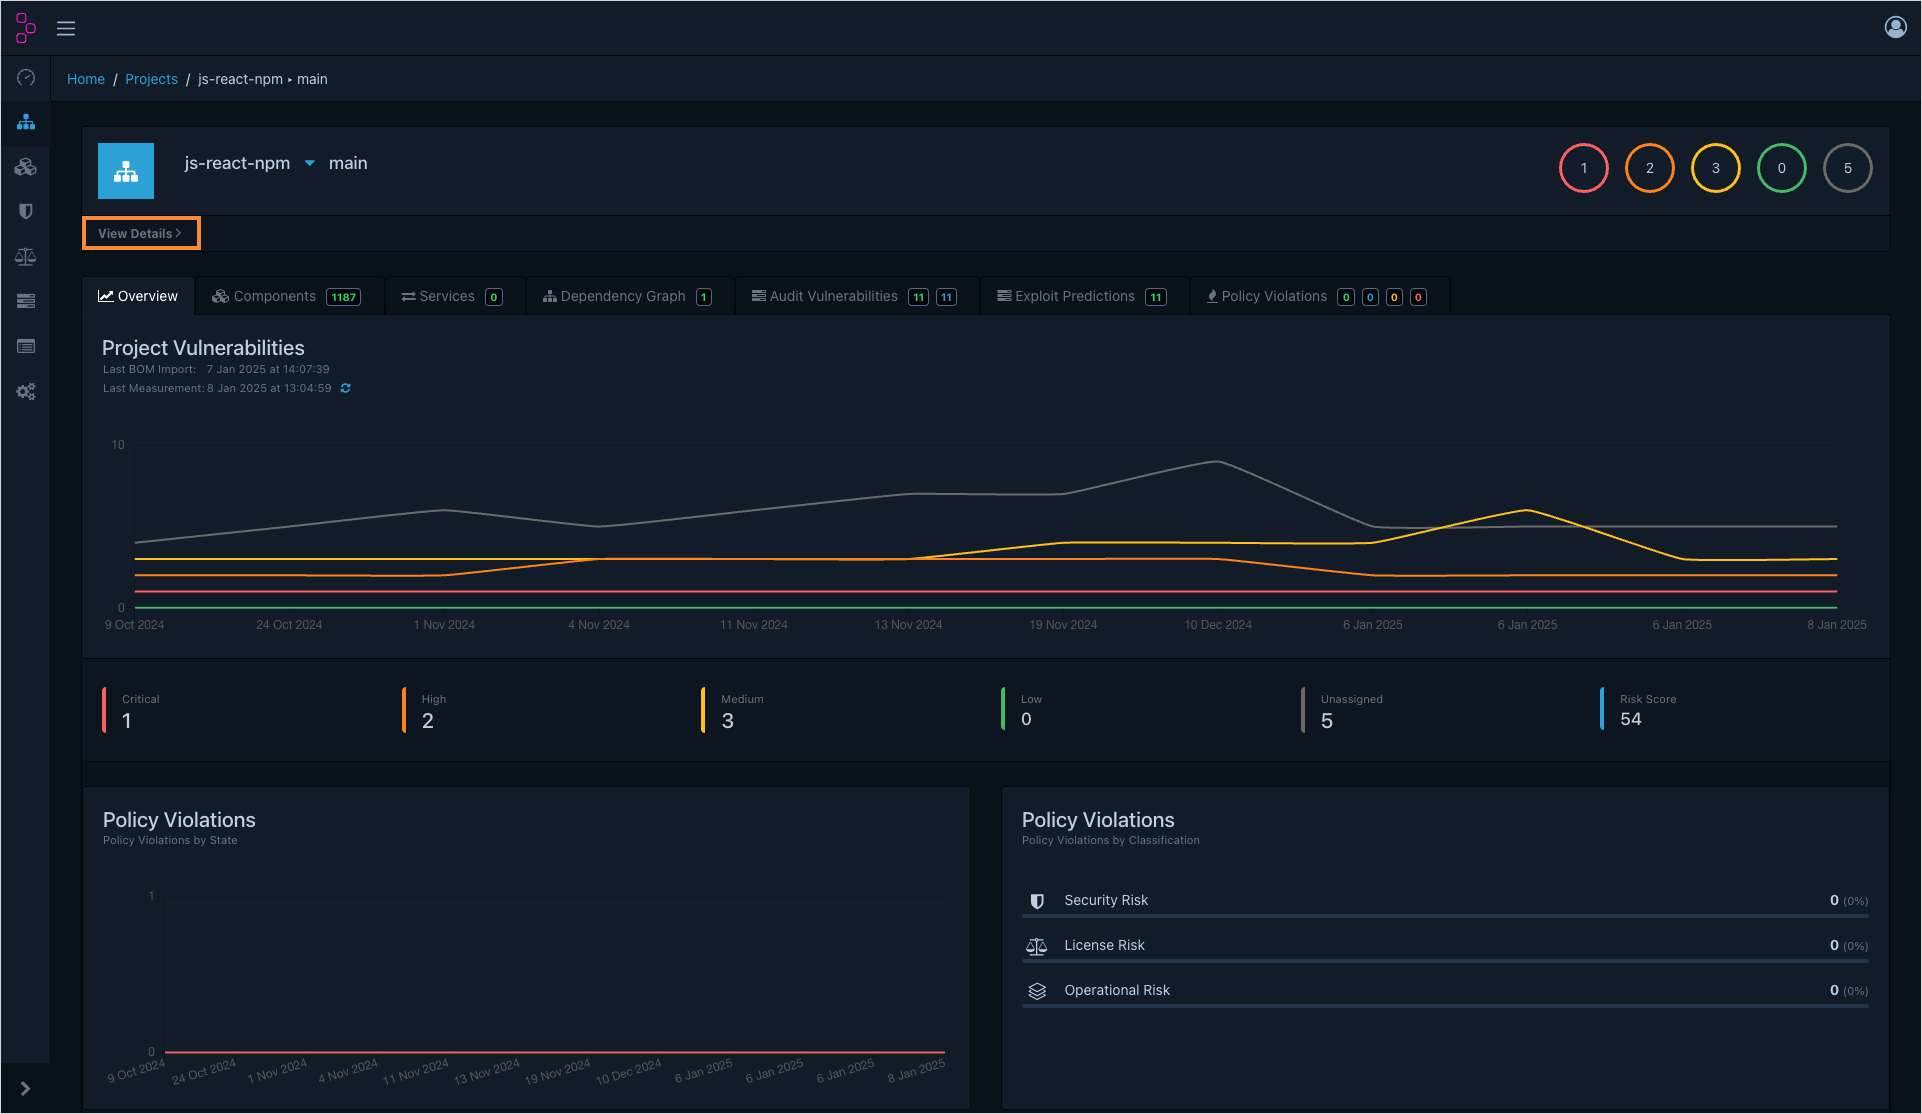 Home / Projects / js-react-npm ▸ main
js-react-npm main
1 2 3 0 5
View Details >
Overview Components 1187 Services 0 Dependency Graph 1 Audit Vulnerabilities 11 11 Exploit Predictions 11 Policy Violations 0 0 0 0
Project Vulnerabilities
Last BOM Import: 7 Jan 2025 at 14:07:39
Last Measurement: 8 Jan 2025 at 13:04:59
10
0
9 Oct 2024 24 Oct 2024 1 Nov 2024 4 Nov 2024 11 Nov 2024 13 Nov 2024 19 Nov 2024 10 Dec 2024 6 Jan 2025 6 Jan 2025 6 Jan 2025 8 Jan 2025
Critical
1
High
2
Medium
3
Low
0
Unassigned
5
Risk Score
54
Policy Violations
Policy Violations by State
1
0
9 Oct 2024 24 Oct 2024 1 Nov 2024 4 Nov 2024 11 Nov 2024 13 Nov 2024 19 Nov 2024 10 Dec 2024 6 Jan 2025 6 Jan 2025 6 Jan 2025 8 Jan 2025
Policy Violations
Policy Violations by Classification
Security Risk 0 (0%)
License Risk 0 (0%)
Operational Risk 0 (0%)